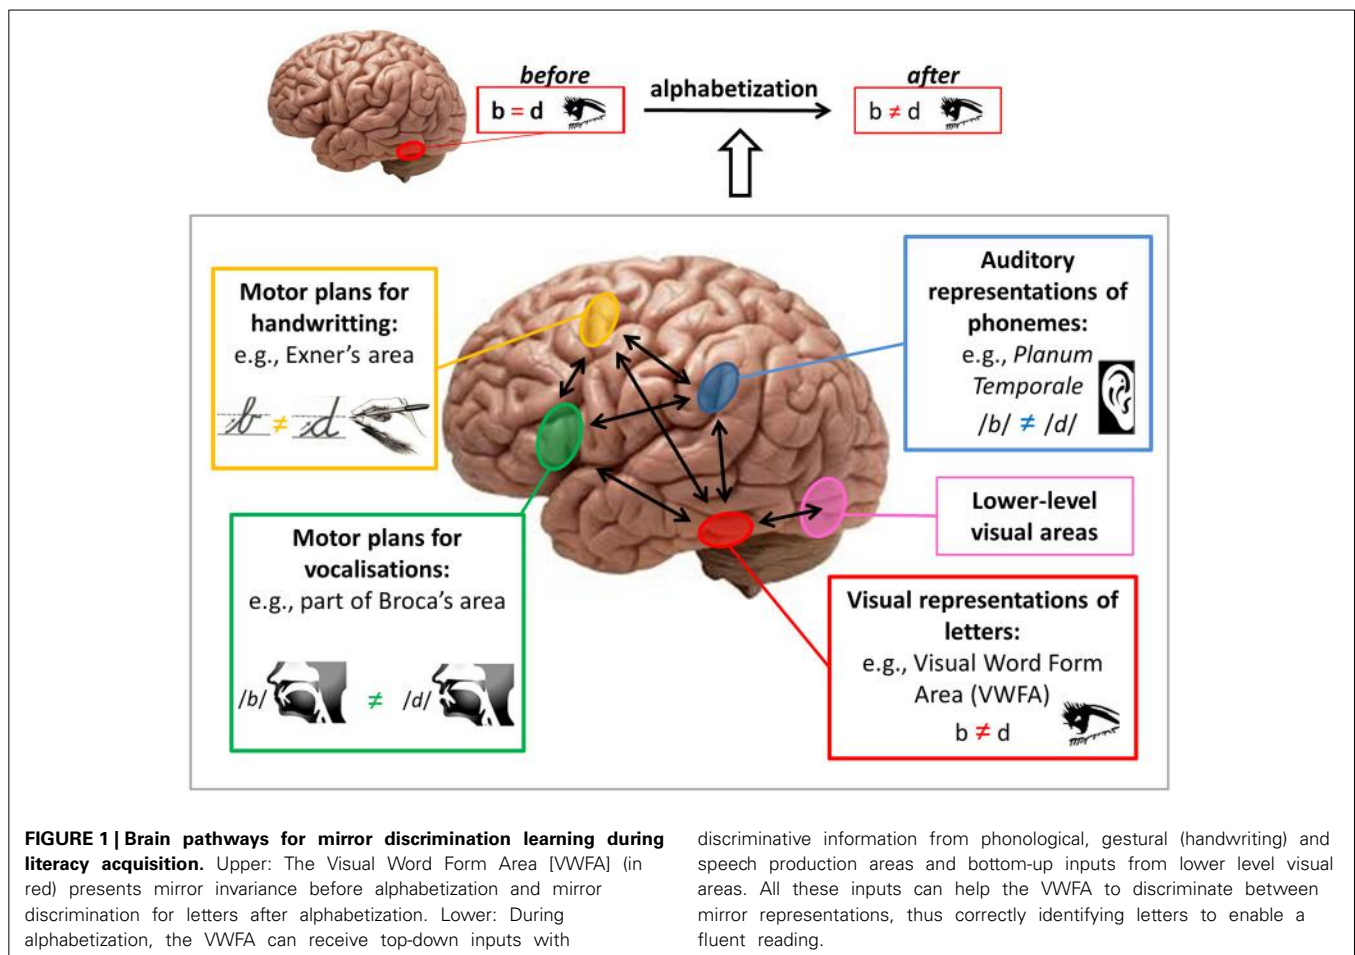 before
b = d
alphabetization
after
b ≠ d
Motor plans for
handwritting:
e.g., Exner's area
b ≠ d
Auditory
representations of
phonemes:
e.g., Planum
Temporale
/b/ ≠ /d/
Lower-level
visual areas
Motor plans for
vocalisations:
e.g., part of Broca's area
/b/ ≠ /d/
Visual representations of
letters:
e.g., Visual Word Form
Area (VWFA)
b ≠ d
FIGURE 1 | Brain pathways for mirror discrimination learning during
literacy acquisition. Upper: The Visual Word Form Area [VWFA] (in
red) presents mirror invariance before alphabetization and mirror
discrimination for letters after alphabetization. Lower: During
alphabetization, the VWFA can receive top-down inputs with
discriminative information from phonological, gestural (handwriting) and
speech production areas and bottom-up inputs from lower level visual
areas. All these inputs can help the VWFA to discriminate between
mirror representations, thus correctly identifying letters to enable a
fluent reading.